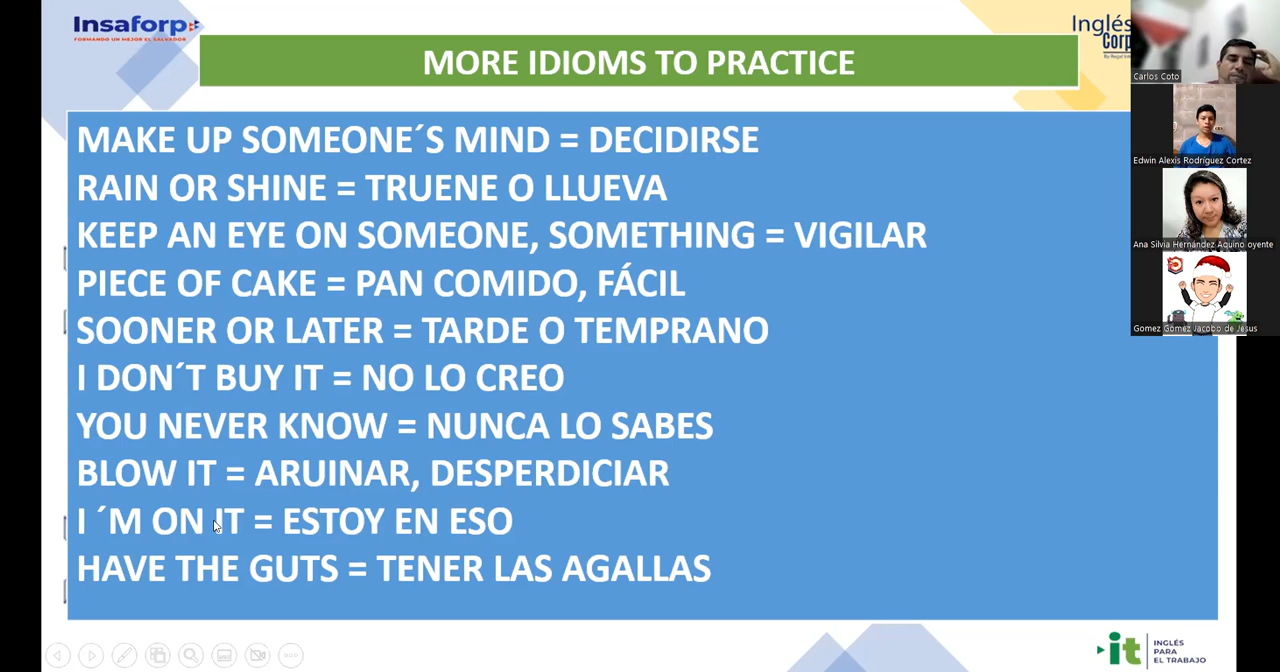 Insaforp
FORMANDO UN MEJOR EL SALVADOR
Inglés
Corp
MORE IDIOMS TO PRACTICE
MAKE UP SOMEONE´S MIND = DECIDIRSE
RAIN OR SHINE = TRUENE O LLUEVA
KEEP AN EYE ON SOMEONE, SOMETHING = VIGILAR
PIECE OF CAKE = PAN COMIDO, FÁCIL
SOONER OR LATER = TARDE O TEMPRANO
I DON´T BUY IT = NO LO CREO
YOU NEVER KNOW = NUNCA LO SABES
BLOW IT = ARUINAR, DESPERDICIAR
I ´M ON IT = ESTOY EN ESO
HAVE THE GUTS = TENER LAS AGALLAS
Carlos Coto
Edwin Alexis Rodríguez Cortez
Ana Silvia Hernández Aquino oyente
Gomez Gomez Jacobo de Jesus
it
INGLÉS
PARA
EL TRABAJO